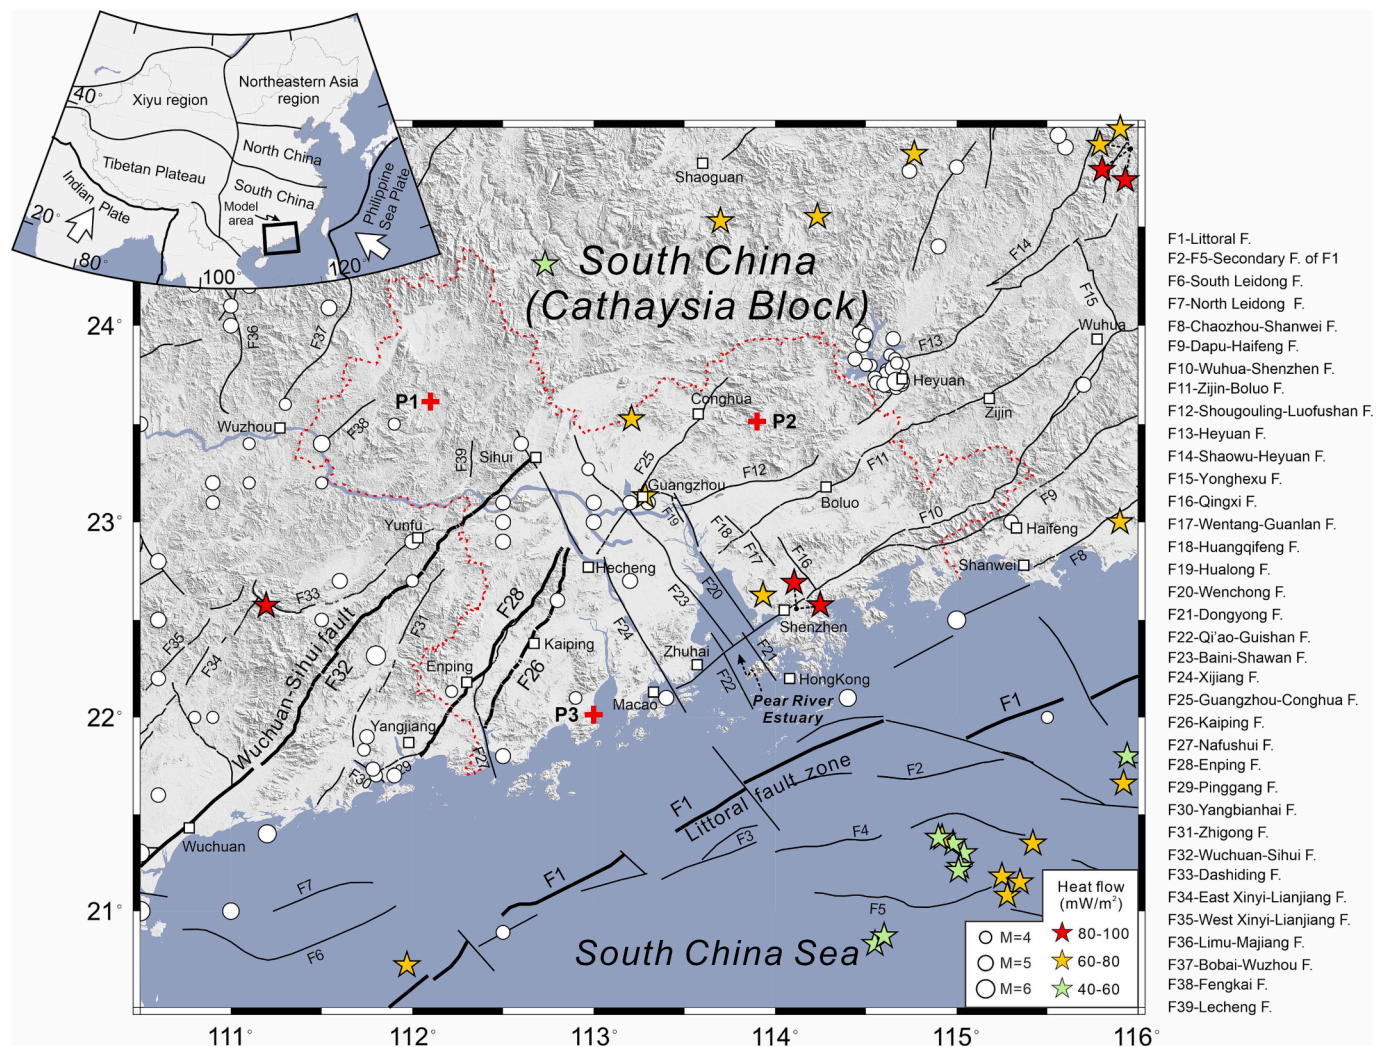 Xiyu region
Northeastern Asia
region
40°
North China
Tibetan Plateau
South China
Indian Plate
Philippine
Sea Plate
Model
area
20°
80°
100°
120°
Shaoguan
South China
(Cathaysia Block)
F14
F15
Wuhua
24°
F36
F37
F13
Heyuan
P1
Conghua
P2
Zijin
Wuzhou
F38
F39
Sihui
F25
F12
F11
Guangzhou
Boluo
F9
F10
23°
Yunfu
F19
F18
F17
F16
Haifeng
F8
Shanwei
Hecheng
F33
F28
F23
F20
Shenzhen
F35
F34
F31
F24
Kaiping
F21
Wuchuan-Sihui fault
F32
Enping
F26
Zhuhai
F22
HongKong
Macao
Pear River
Estuary
22°
P3
Yangjiang
F1
F27
F30
29
F2
F1
Littoral fault zone
Wuchuan
F3
F4
F7
F1
F5
21°
F6
South China Sea
Heat flow
(mW/m²)
M=4
80-100
M=5
60-80
M=6
40-60
111°
112°
113°
114°
115°
116°
F1-Littoral F.
F2-F5-Secondary F. of F1
F6-South Leidong F.
F7-North Leidong F.
F8-Chaozhou-Shanwei F.
F9-Dapu-Haifeng F.
F10-Wuhua-Shenzhen F.
F11-Zijin-Boluo F.
F12-Shougouling-Luofushan F.
F13-Heyuan F.
F14-Shaowu-Heyuan F.
F15-Yonghexu F.
F16-Qingxi F.
F17-Wentang-Guanlan F.
F18-Huangqifeng F.
F19-Hualong F.
F20-Wenchong F.
F21-Dongyong F.
F22-Qi'ao-Guishan F.
F23-Baini-Shawan F.
F24-Xijiang F.
F25-Guangzhou-Conghua F.
F26-Kaiping F.
F27-Nafushui F.
F28-Enping F.
F29-Pinggang F.
F30-Yangbianhai F.
F31-Zhigong F.
F32-Wuchuan-Sihui F.
F33-Dashiding F.
F34-East Xinyi-Lianjiang F.
F35-West Xinyi-Lianjiang F.
F36-Limu-Majiang F.
F37-Bobai-Wuzhou F.
F38-Fengkai F.
F39-Lecheng F.